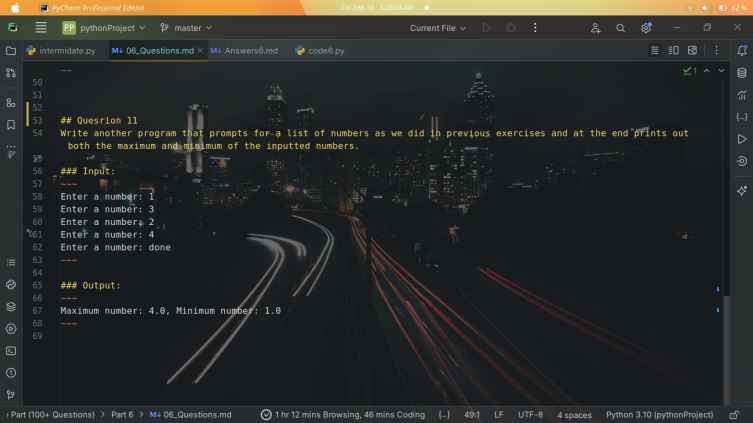 PyCharm Professional Edition
Sat Sep 16 3:00:04 AM
62 %
PP pythonProject
master
Current File
intermidate.py
M↓ 06_Questions.md
M↓ Answers6.md
code6.py
1
50
51
52
53 ## Quesrion 11
54 Write another program that prompts for a list of numbers as we did in previous exercises and at the end prints out
both the maximum and minimum of the inputted numbers.
55
56 ### Input:
57 ~~~
58 Enter a number: 1
59 Enter a number: 3
60 Enter a number: 2
61 Enter a number: 4
62 Enter a number: done
63 ~~~
64
65 ### Output:
66 ~~~
67 Maximum number: 4.0, Minimum number: 1.0
68 ~~~
69
Part (100+ Questions) > Part 6 > M↓ 06_Questions.md
1 hr 12 mins Browsing, 46 mins Coding
{...}
49:1
LF
UTF-8
4 spaces
Python 3.10 (pythonProject)